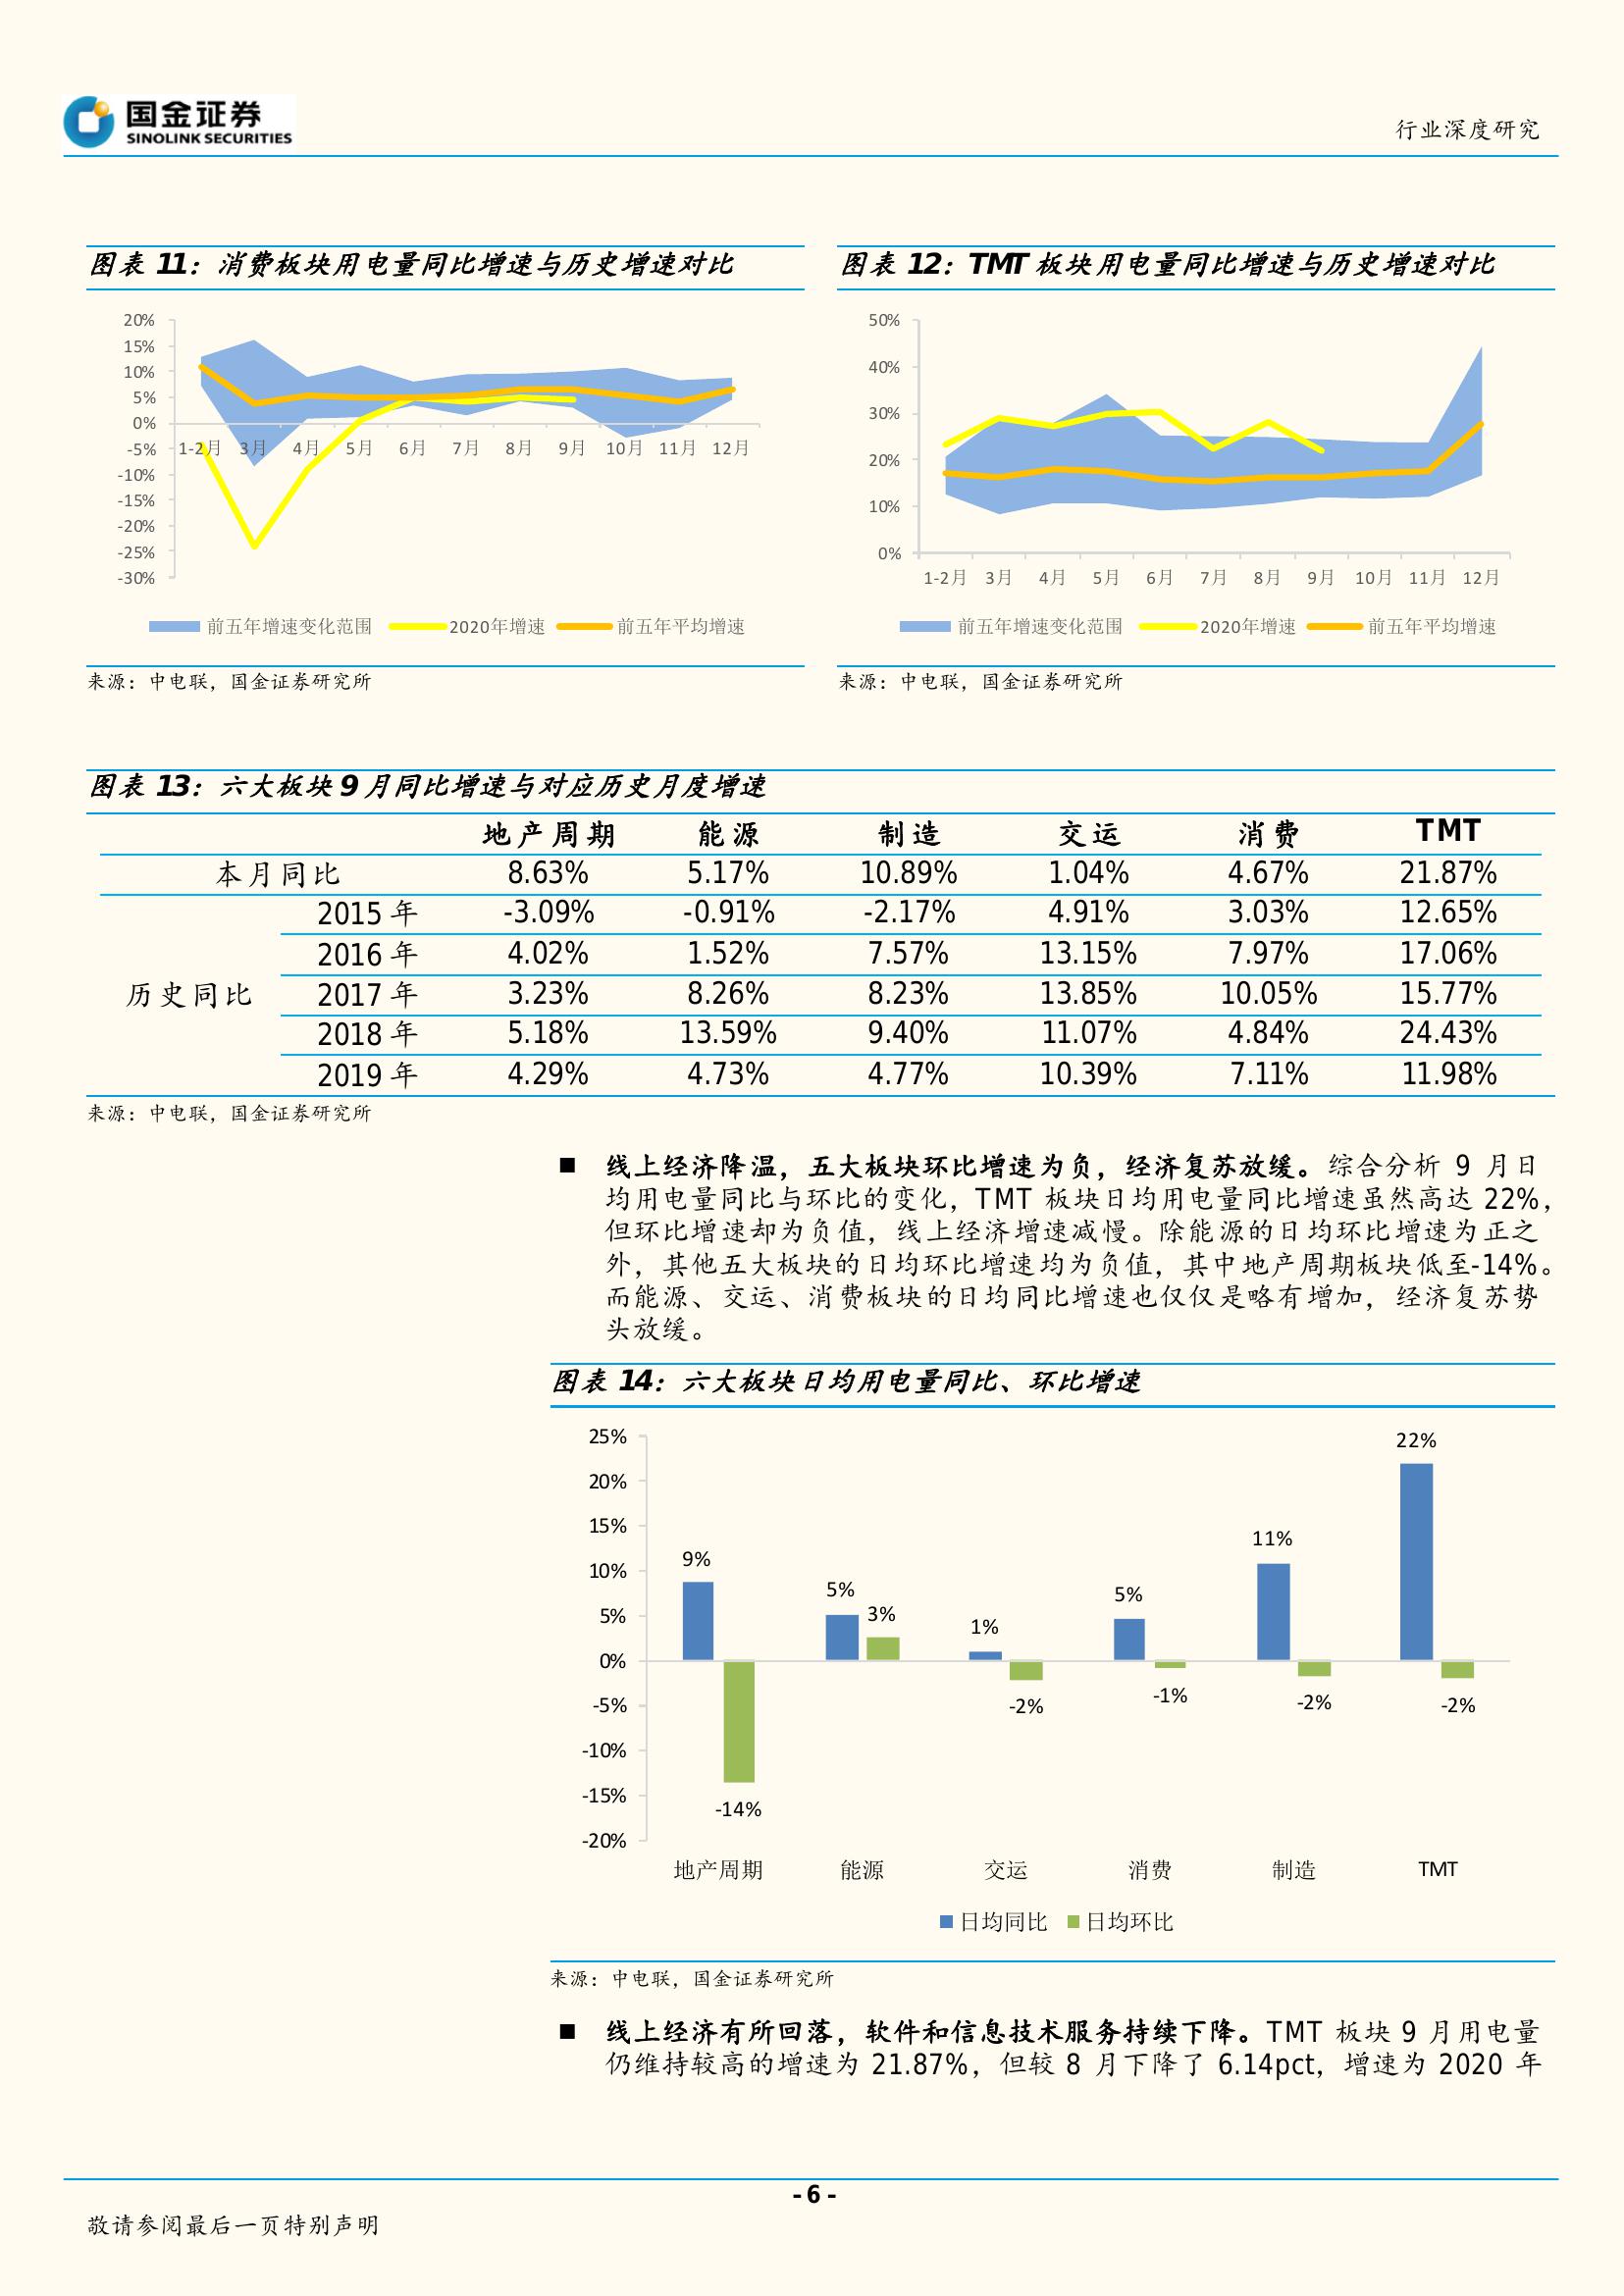 国金证券
SINOLINK SECURITIES
行业深度研究
图表 11：消费板块用电量同比增速与历史增速对比
20%
15%
10%
5%
0%
-5%
-10%
-15%
-20%
-25%
-30%
1-2月 3月 4月 5月 6月 7月 8月 9月 10月 11月 12月
前五年增速变化范围 2020年增速 前五年平均增速
来源：中电联，国金证券研究所
图表 12：TMT 板块用电量同比增速与历史增速对比
50%
40%
30%
20%
10%
0%
1-2月 3月 4月 5月 6月 7月 8月 9月 10月 11月 12月
前五年增速变化范围 2020年增速 前五年平均增速
来源：中电联，国金证券研究所
图表 13：六大板块 9 月同比增速与对应历史月度增速
地产周期 能源 制造 交运 消费 TMT
本月同比 8.63% 5.17% 10.89% 1.04% 4.67% 21.87%
2015 年 -3.09% -0.91% -2.17% 4.91% 3.03% 12.65%
2016 年 4.02% 1.52% 7.57% 13.15% 7.97% 17.06%
历史同比 2017 年 3.23% 8.26% 8.23% 13.85% 10.05% 15.77%
2018 年 5.18% 13.59% 9.40% 11.07% 4.84% 24.43%
2019 年 4.29% 4.73% 4.77% 10.39% 7.11% 11.98%
来源：中电联，国金证券研究所
■ 线上经济降温，五大板块环比增速为负，经济复苏放缓。综合分析 9 月日
均用电量同比与环比的变化，TMT 板块日均用电量同比增速虽然高达 22%，
但环比增速却为负值，线上经济增速减慢。除能源的日均环比增速为正之
外，其他五大板块的日均环比增速均为负值，其中地产周期板块低至-14%。
而能源、交运、消费板块的日均同比增速也仅仅是略有增加，经济复苏势
头放缓。
图表 14：六大板块日均用电量同比、环比增速
25%
20%
15%
10%
5%
0%
-5%
-10%
-15%
-20%
9% 5% 1% 5% 11% 22%
-14% 3% -2% -1% -2% -2%
地产周期 能源 交运 消费 制造 TMT
日均同比 日均环比
来源：中电联，国金证券研究所
■ 线上经济有所回落，软件和信息技术服务持续下降。TMT 板块 9 月用电量
仍维持较高的增速为 21.87%，但较 8 月下降了 6.14pct，增速为 2020 年
- 6 -
敬请参阅最后一页特别声明